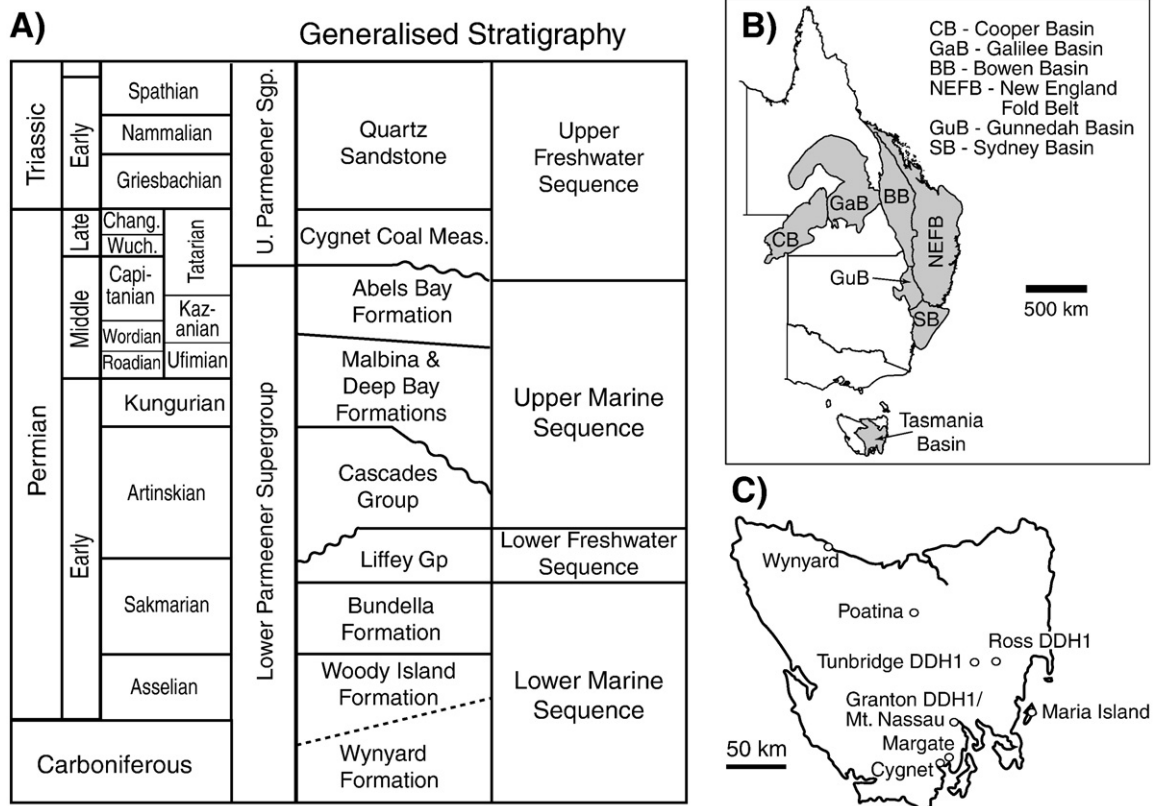 A)
Generalised Stratigraphy
Triassic
Early
Spathian
Nammalian
Griesbachian
Permian
Late
Chang.
Wuch.
Tatarian
Middle
Capi-
tanian
Wordian
Roadian
Kaz-
anian
Ufimian
Early
Kungurian
Artinskian
Sakmarian
Asselian
Carboniferous
U. Parmeener Sgp.
Lower Parmeener Supergroup
Quartz
Sandstone
Cygnet Coal Meas.
Abels Bay
Formation
Malbina &
Deep Bay
Formations
Cascades
Group
Liffey Gp
Bundella
Formation
Woody Island
Formation
Wynyard
Formation
Upper
Freshwater
Sequence
Upper Marine
Sequence
Lower Freshwater
Sequence
Lower Marine
Sequence
B)
CB - Cooper Basin
GaB - Galilee Basin
BB - Bowen Basin
NEFB - New England
Fold Belt
GuB - Gunnedah Basin
SB - Sydney Basin
GaB
BB
CB
NEFB
GuB
SB
500 km
Tasmania
Basin
C)
Wynyard
Poatina
Ross DDH1
Tunbridge DDH1
Granton DDH1/
Mt. Nassau
Maria Island
Margate
Cygnet
50 km